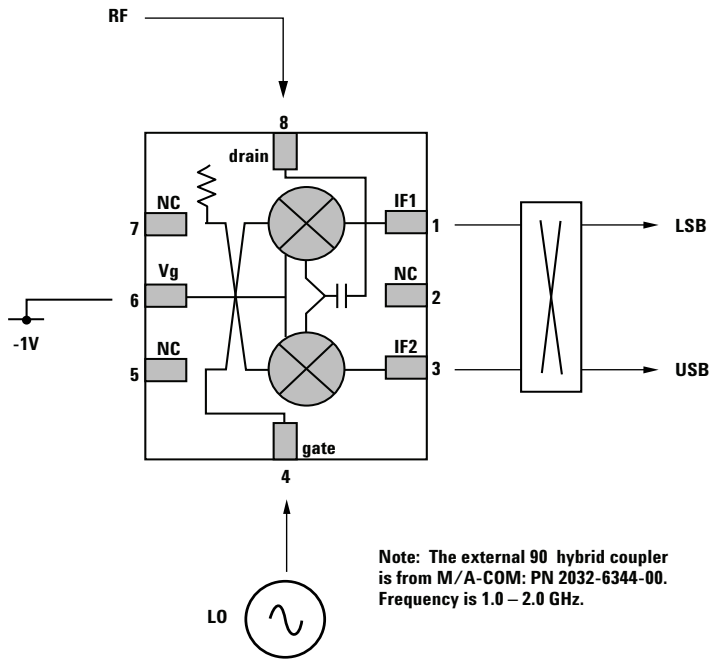 RF
8
drain
NC
7
IF1
1
LSB
Vg
6
NC
2
-1V
NC
5
IF2
3
USB
gate
4
LO
Note: The external 90 hybrid coupler
is from M/A-COM: PN 2032-6344-00.
Frequency is 1.0 – 2.0 GHz.